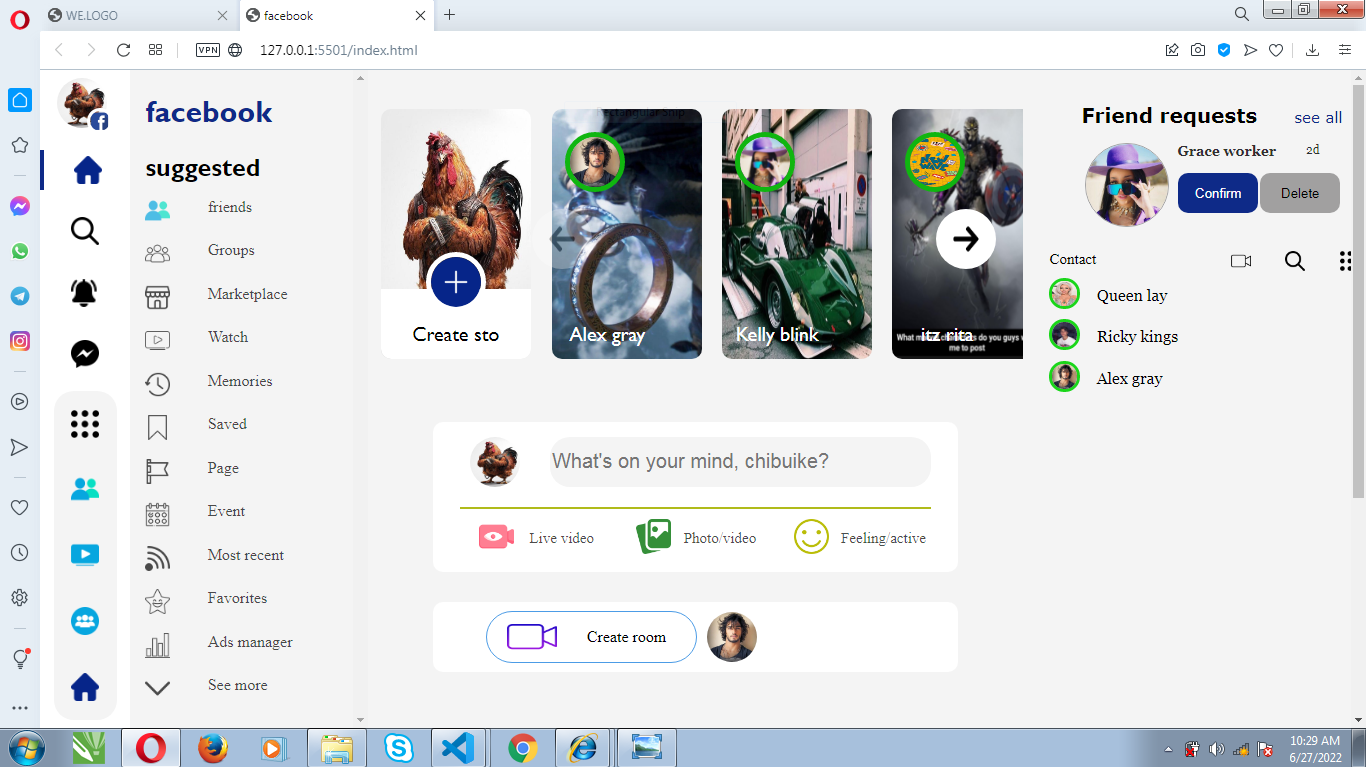 WE.LOGO
facebook
VPN
127.0.0.1:5501/index.html
facebook
suggested
friends
Groups
Marketplace
Watch
Memories
Saved
Page
Event
Most recent
Favorites
Ads manager
See more
Create sto
Rectangular Snip
Alex gray
Kelly blink
itz rita
What
do you guys
me to post
What's on your mind, chibuike?
Live video
Photo/video
Feeling/active
Create room
Friend requests
see all
Grace worker
2d
Confirm
Delete
Contact
Queen lay
Ricky kings
Alex gray
10:29 AM
6/27/2022